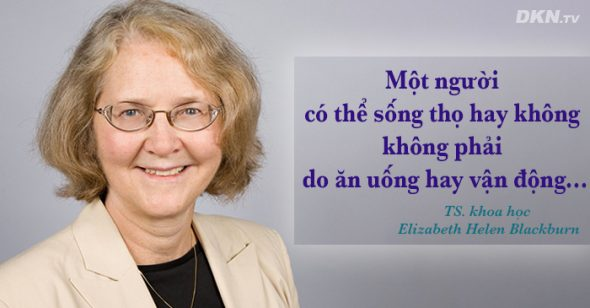 DKN.TV
Một người
có thể sống thọ hay không
không phải
do ăn uống hay vận động...
TS. khoa học
Elizabeth Helen Blackburn